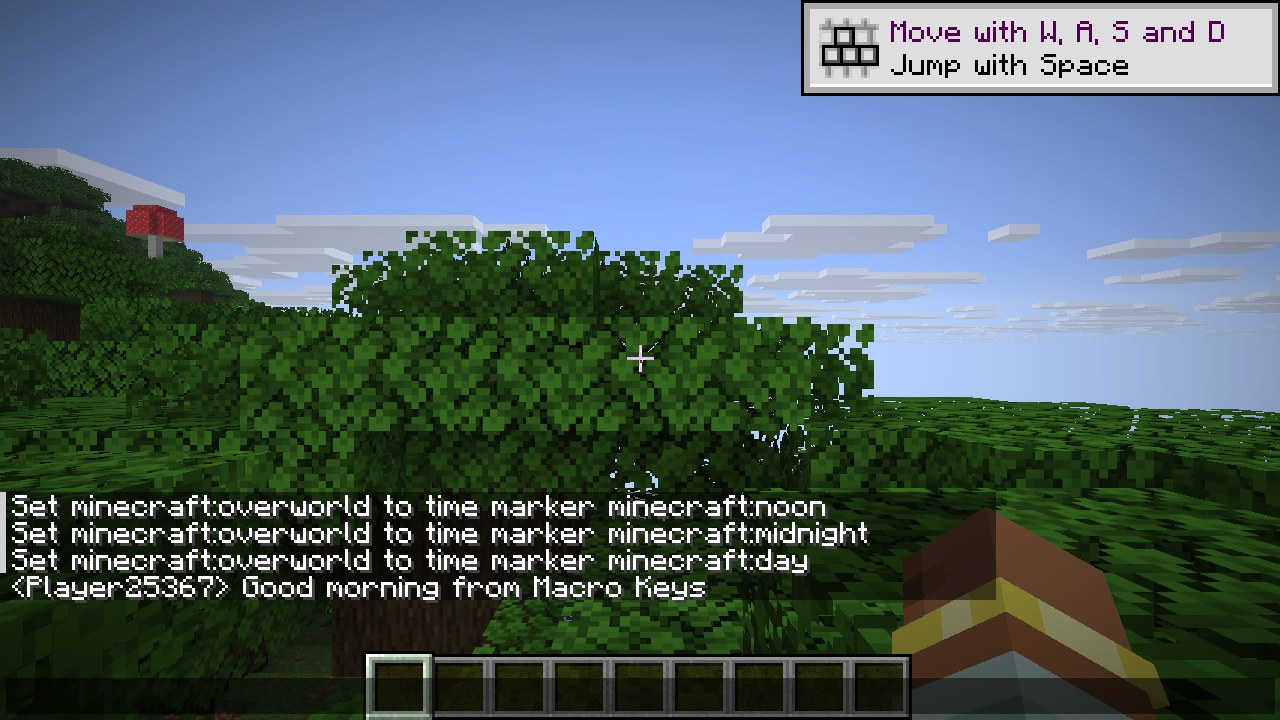 Move with W, A, S and D
Jump with Space
Set minecraft:overworld to time marker minecraft:noon
Set minecraft:overworld to time marker minecraft:midnight
Set minecraft:overworld to time marker minecraft:day
<Player25367> Good morning from Macro Keys